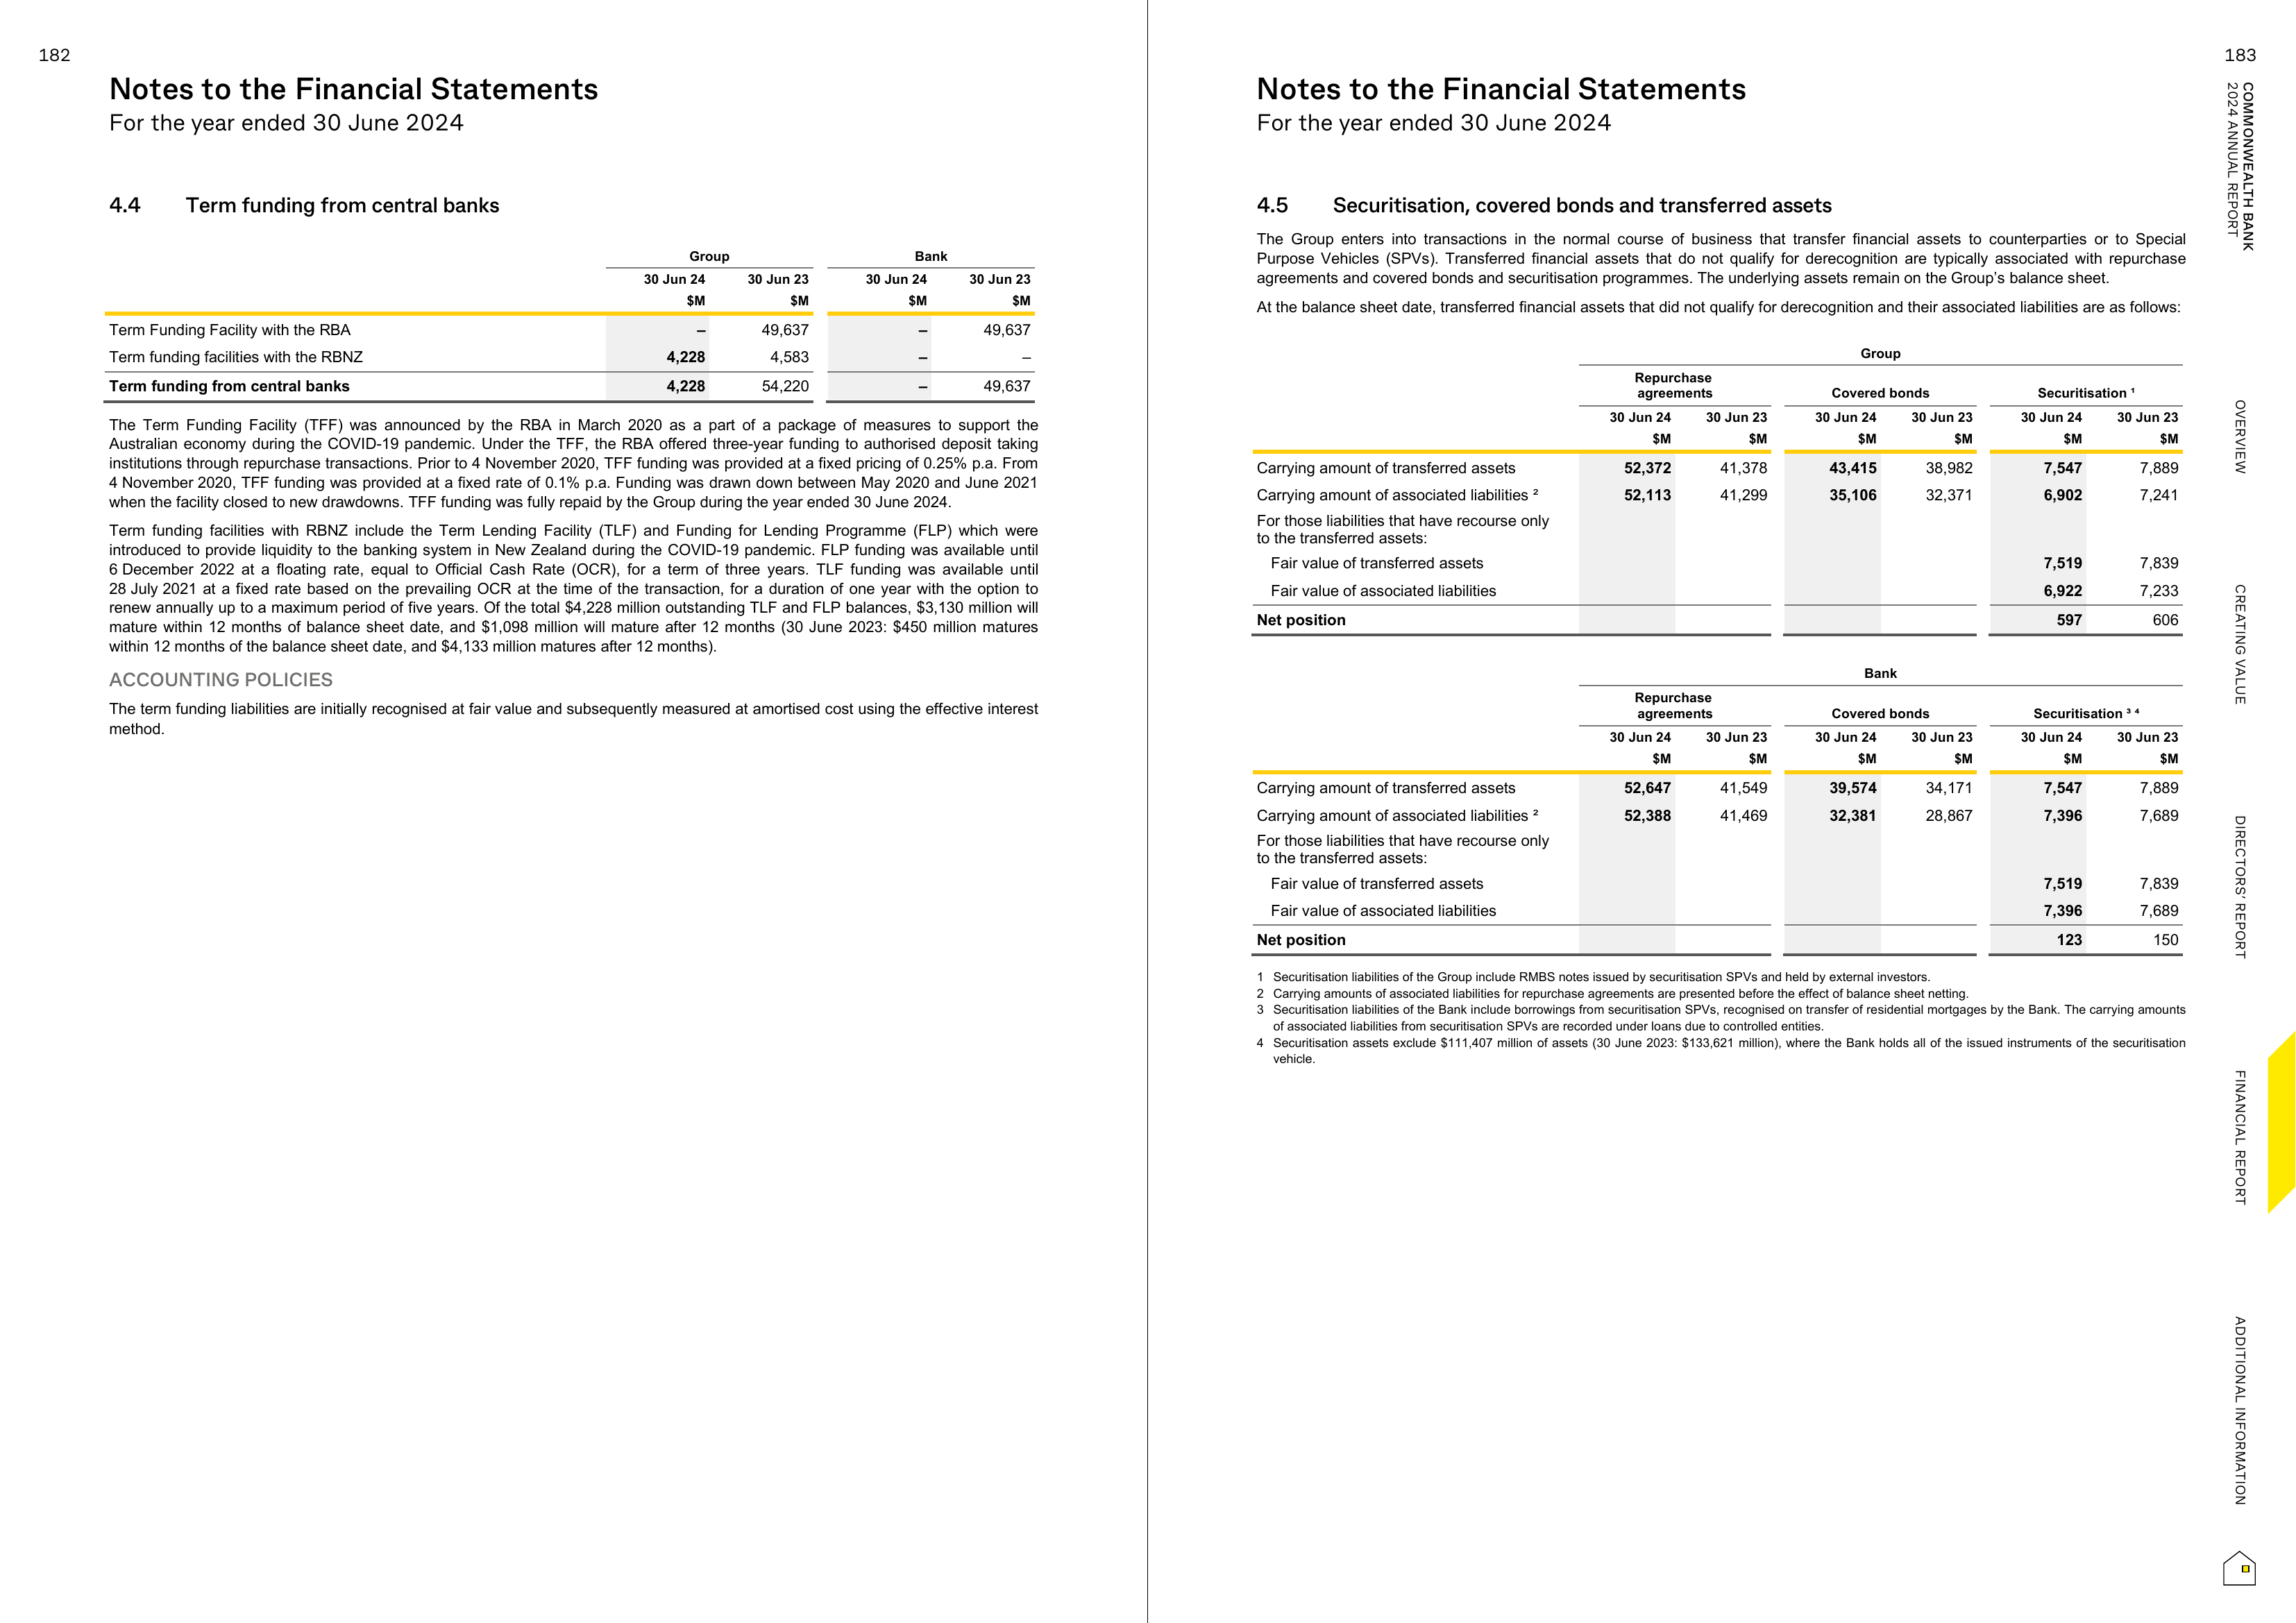 182
Notes to the Financial Statements
For the year ended 30 June 2024
4.4 Term funding from central banks
Group Bank
30 Jun 24 30 Jun 23 30 Jun 24 30 Jun 23
$M $M $M $M
Term Funding Facility with the RBA – 49,637 – 49,637
Term funding facilities with the RBNZ 4,228 4,583 – –
Term funding from central banks 4,228 54,220 – 49,637
The Term Funding Facility (TFF) was announced by the RBA in March 2020 as a part of a package of measures to support the
Australian economy during the COVID-19 pandemic. Under the TFF, the RBA offered three-year funding to authorised deposit taking
institutions through repurchase transactions. Prior to 4 November 2020, TFF funding was provided at a fixed pricing of 0.25% p.a. From
4 November 2020, TFF funding was provided at a fixed rate of 0.1% p.a. Funding was drawn down between May 2020 and June 2021
when the facility closed to new drawdowns. TFF funding was fully repaid by the Group during the year ended 30 June 2024.
Term funding facilities with RBNZ include the Term Lending Facility (TLF) and Funding for Lending Programme (FLP) which were
introduced to provide liquidity to the banking system in New Zealand during the COVID-19 pandemic. FLP funding was available until
6 December 2022 at a floating rate, equal to Official Cash Rate (OCR), for a term of three years. TLF funding was available until
28 July 2021 at a fixed rate based on the prevailing OCR at the time of the transaction, for a duration of one year with the option to
renew annually up to a maximum period of five years. Of the total $4,228 million outstanding TLF and FLP balances, $3,130 million will
mature within 12 months of balance sheet date, and $1,098 million will mature after 12 months (30 June 2023: $450 million matures
within 12 months of the balance sheet date, and $4,133 million matures after 12 months).
ACCOUNTING POLICIES
The term funding liabilities are initially recognised at fair value and subsequently measured at amortised cost using the effective interest
method.
183
Notes to the Financial Statements
For the year ended 30 June 2024
4.5 Securitisation, covered bonds and transferred assets
The Group enters into transactions in the normal course of business that transfer financial assets to counterparties or to Special
Purpose Vehicles (SPVs). Transferred financial assets that do not qualify for derecognition are typically associated with repurchase
agreements and covered bonds and securitisation programmes. The underlying assets remain on the Group's balance sheet.
At the balance sheet date, transferred financial assets that did not qualify for derecognition and their associated liabilities are as follows:
Group
Repurchase
agreements Covered bonds Securitisation ¹
30 Jun 24 30 Jun 23 30 Jun 24 30 Jun 23 30 Jun 24 30 Jun 23
$M $M $M $M $M $M
Carrying amount of transferred assets 52,372 41,378 43,415 38,982 7,547 7,889
Carrying amount of associated liabilities ² 52,113 41,299 35,106 32,371 6,902 7,241
For those liabilities that have recourse only
to the transferred assets:
Fair value of transferred assets 7,519 7,839
Fair value of associated liabilities 6,922 7,233
Net position 597 606
Bank
Repurchase
agreements Covered bonds Securitisation ³ ⁴
30 Jun 24 30 Jun 23 30 Jun 24 30 Jun 23 30 Jun 24 30 Jun 23
$M $M $M $M $M $M
Carrying amount of transferred assets 52,647 41,549 39,574 34,171 7,547 7,889
Carrying amount of associated liabilities ² 52,388 41,469 32,381 28,867 7,396 7,689
For those liabilities that have recourse only
to the transferred assets:
Fair value of transferred assets 7,519 7,839
Fair value of associated liabilities 7,396 7,689
Net position 123 150
1 Securitisation liabilities of the Group include RMBS notes issued by securitisation SPVs and held by external investors.
2 Carrying amounts of associated liabilities for repurchase agreements are presented before the effect of balance sheet netting.
3 Securitisation liabilities of the Bank include borrowings from securitisation SPVs, recognised on transfer of residential mortgages by the Bank. The carrying amounts
of associated liabilities from securitisation SPVs are recorded under loans due to controlled entities.
4 Securitisation assets exclude $111,407 million of assets (30 June 2023: $133,621 million), where the Bank holds all of the issued instruments of the securitisation
vehicle.
COMMONWEALTH BANK
2024 ANNUAL REPORT
OVERVIEW
CREATING VALUE
DIRECTORS' REPORT
FINANCIAL REPORT
ADDITIONAL INFORMATION